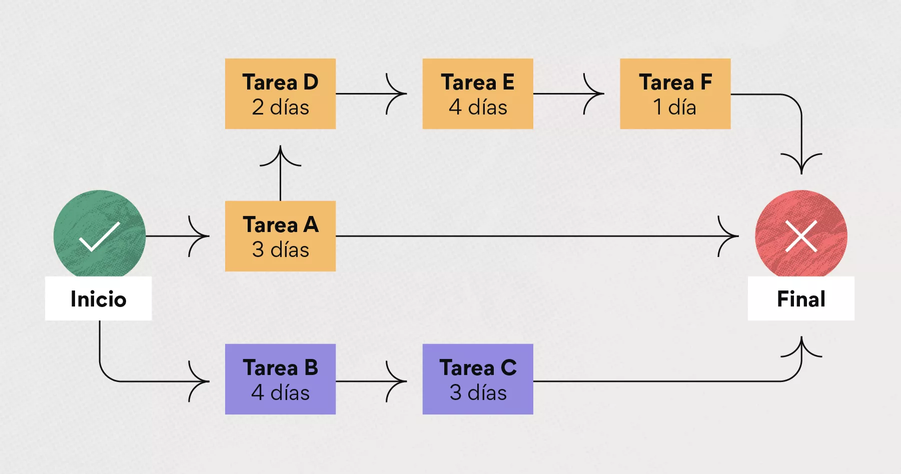 Tarea D
2 días
Tarea E
4 días
Tarea F
1 día
Tarea A
3 días
Inicio
Final
Tarea B
4 días
Tarea C
3 días